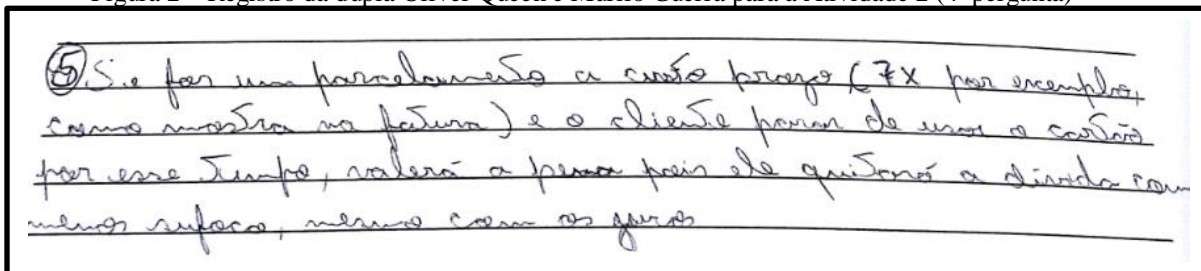 ⑤ Se for um parcelamento a curto prazo (7x por exemplo,
como mostra na fatura) e o cliente parar de usar o cartão
por esse tempo, valerá a pena pois ele quitará a dívida com
menos sufoco, mesmo com os juros